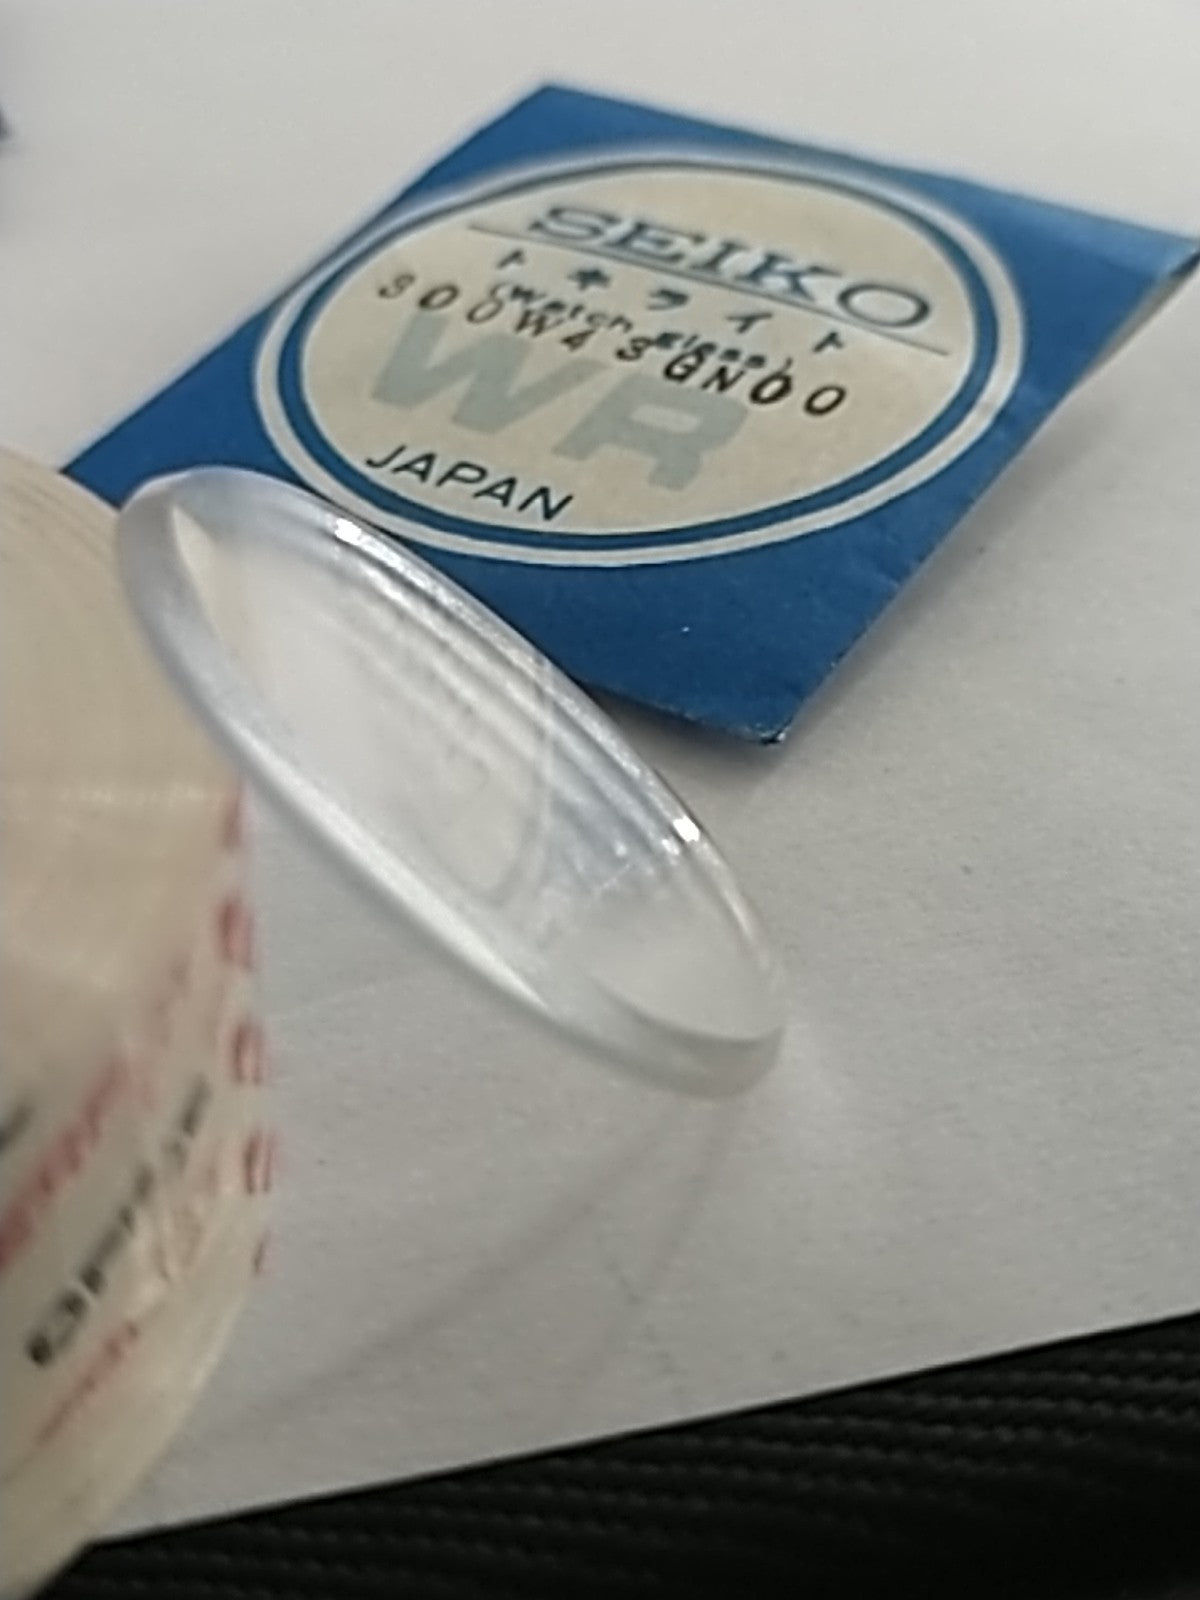 SEIKO
トキライト
(Watch glass)
300W43GN00
WR
JAPAN